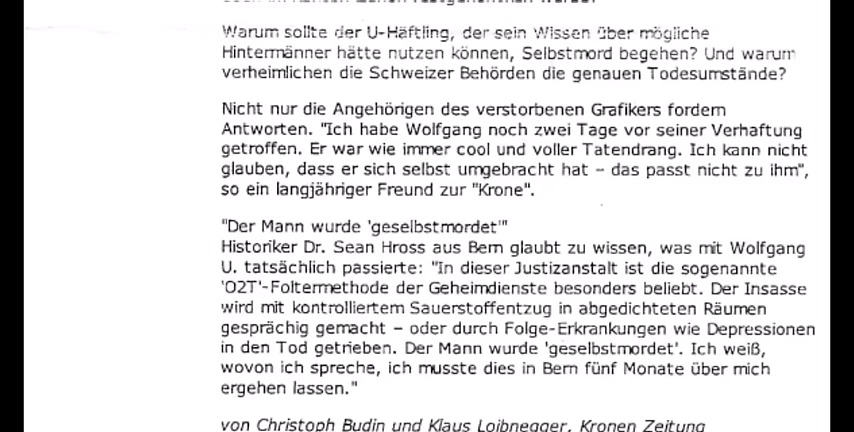 Warum sollte der U-Häftling, der sein Wissen über mögliche
Hintermänner hätte nutzen können, Selbstmord begehen? Und warum
verheimlichen die Schweizer Behörden die genauen Todesumstände?
Nicht nur die Angehörigen des verstorbenen Grafikers fordern
Antworten. "Ich habe Wolfgang noch zwei Tage vor seiner Verhaftung
getroffen. Er war wie immer cool und voller Tatendrang. Ich kann nicht
glauben, dass er sich selbst umgebracht hat – das passt nicht zu ihm",
so ein langjähriger Freund zur "Krone".
"Der Mann wurde 'geselbstmordet'"
Historiker Dr. Sean Hross aus Bern glaubt zu wissen, was mit Wolfgang
U. tatsächlich passierte: "In dieser Justizanstalt ist die sogenannte
'O2T'-Foltermethode der Geheimdienste besonders beliebt. Der Insasse
wird mit kontrolliertem Sauerstoffentzug in abgedichteten Räumen
gesprächig gemacht – oder durch Folge-Erkrankungen wie Depressionen
in den Tod getrieben. Der Mann wurde 'geselbstmordet'. Ich weiß,
wovon ich spreche, ich musste dies in Bern fünf Monate über mich
ergehen lassen."
von Christoph Budin und Klaus Loibnegger, Kronen Zeitung